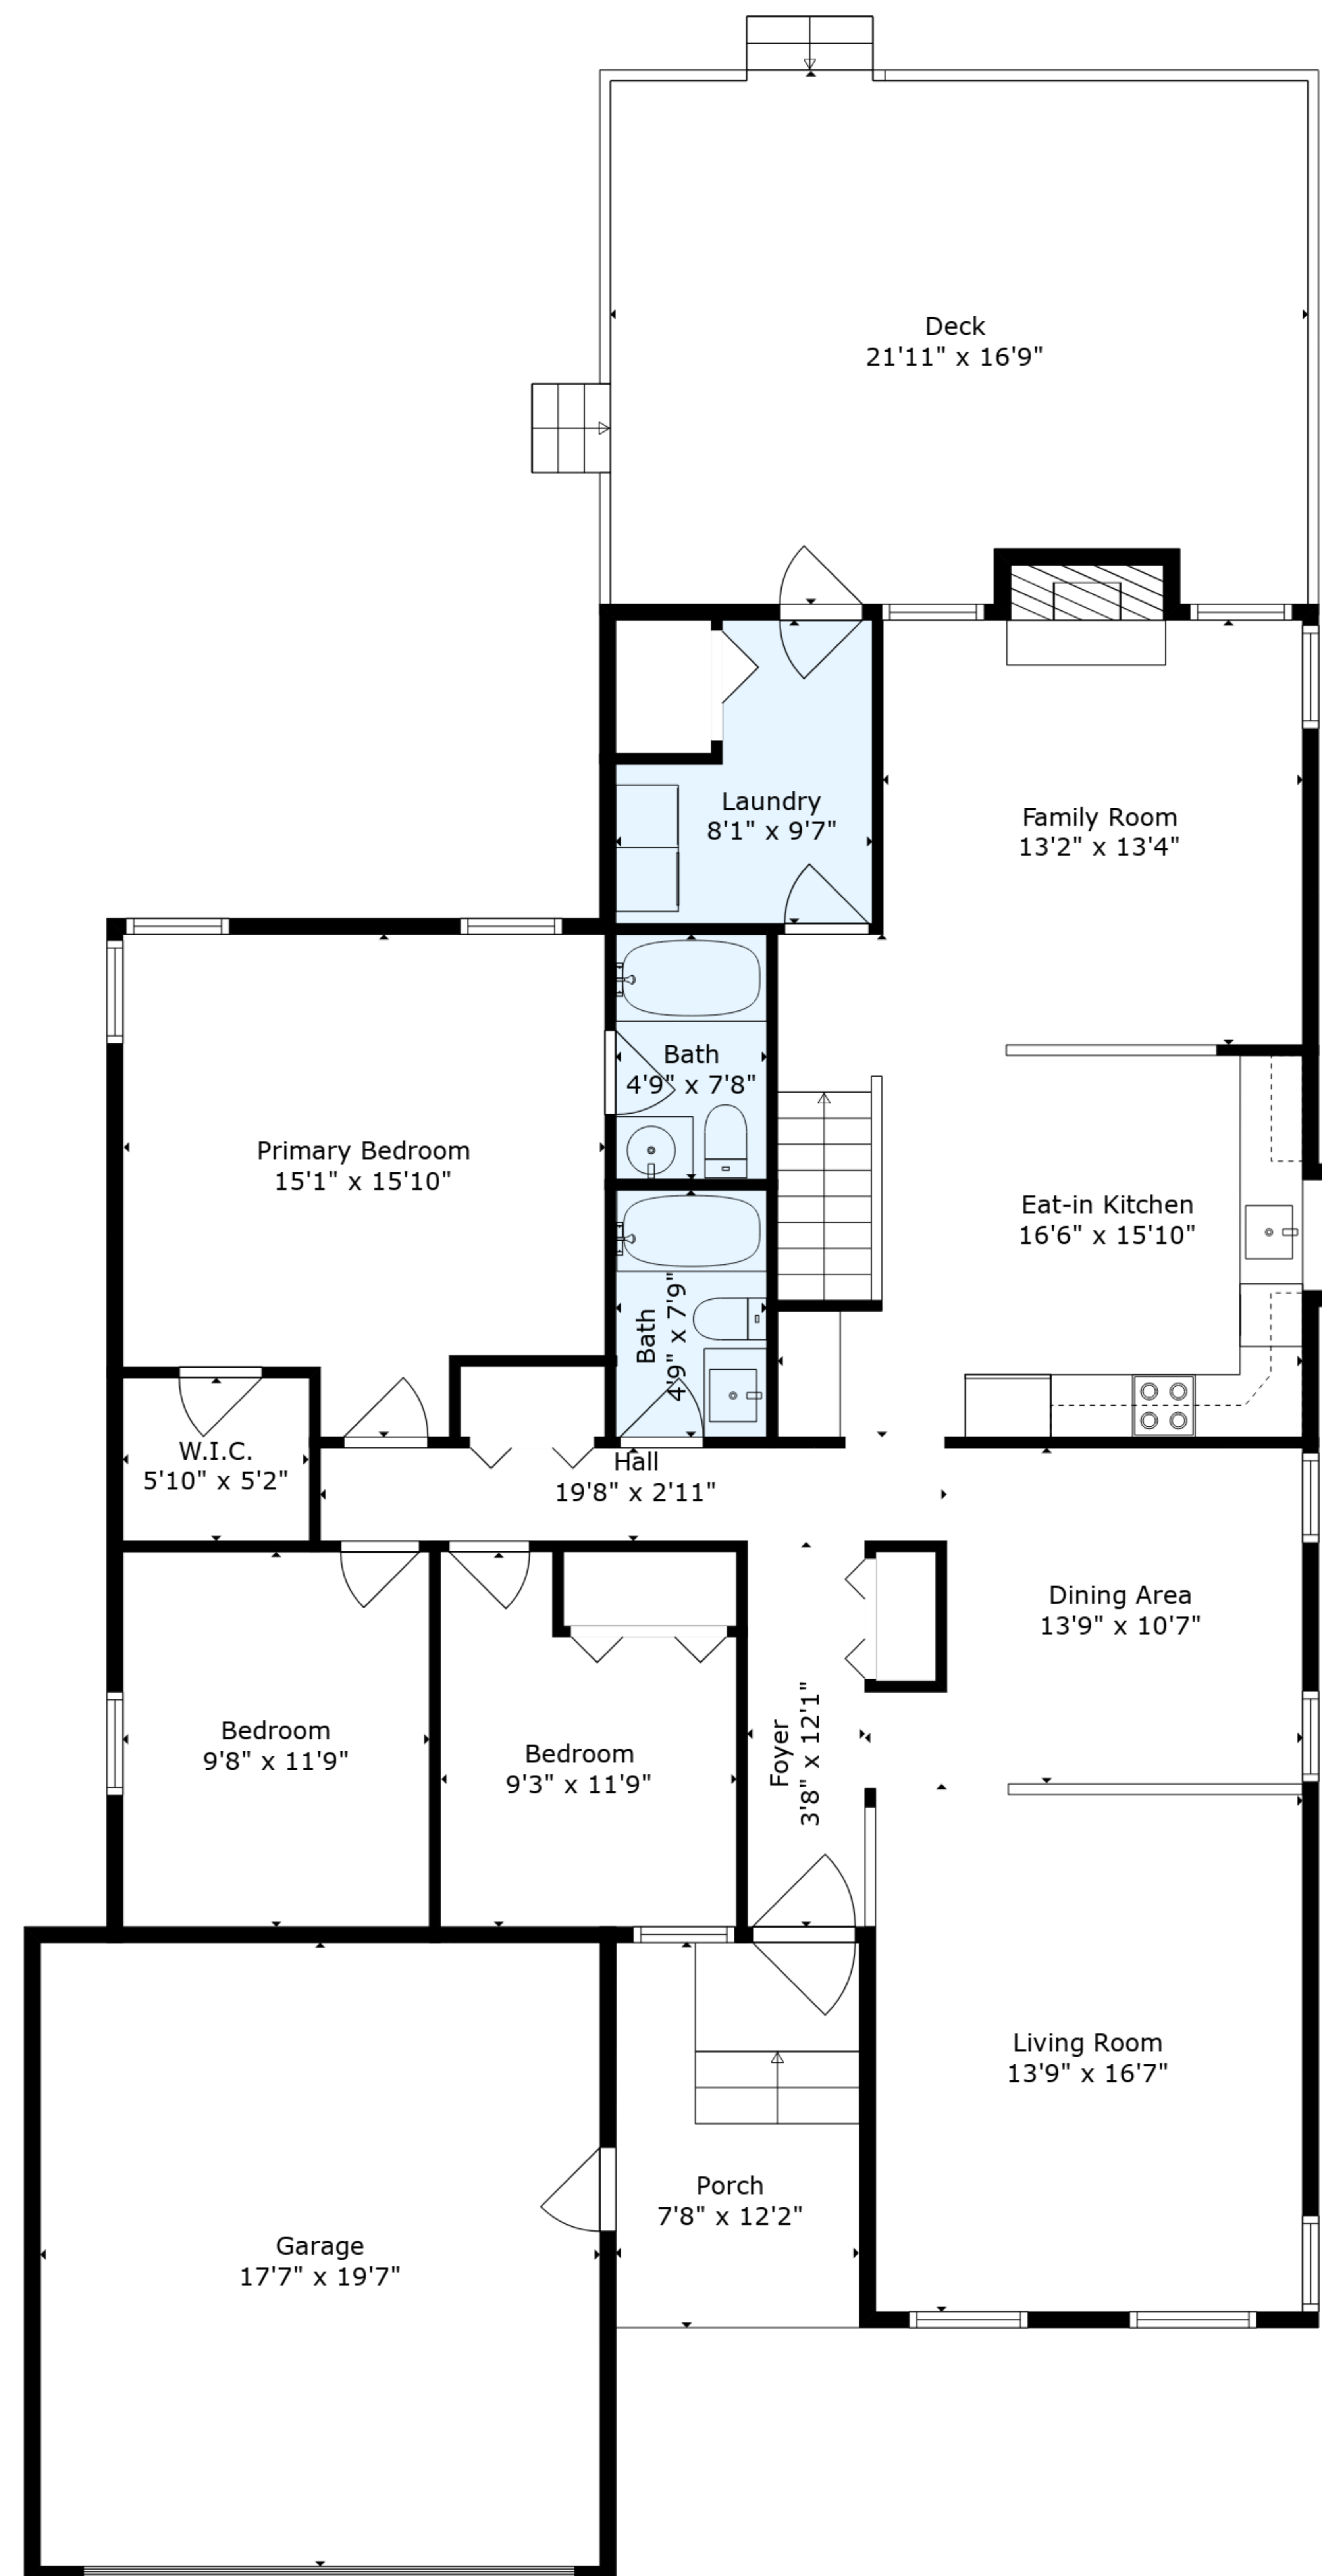 Deck
21'11" x 16'9"
Laundry
8'1" x 9'7"
Family Room
13'2" x 13'4"
Bath
4'9" x 7'8"
Primary Bedroom
15'1" x 15'10"
Eat-in Kitchen
16'6" x 15'10"
Bath
4'9" x 7'9"
W.I.C.
5'10" x 5'2"
Hall
19'8" x 2'11"
Dining Area
13'9" x 10'7"
Bedroom
9'8" x 11'9"
Bedroom
9'3" x 11'9"
Foyer
3'8" x 12'1"
Living Room
13'9" x 16'7"
Porch
7'8" x 12'2"
Garage
17'7" x 19'7"